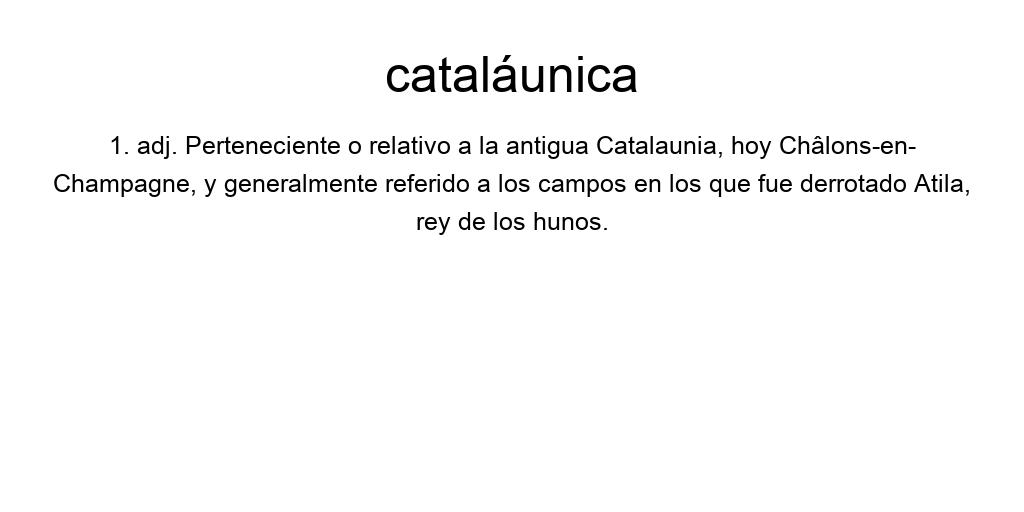 cataláunica
1. adj. Perteneciente o relativo a la antigua Catalaunia, hoy Châlons-en-
Champagne, y generalmente referido a los campos en los que fue derrotado Atila,
rey de los hunos.